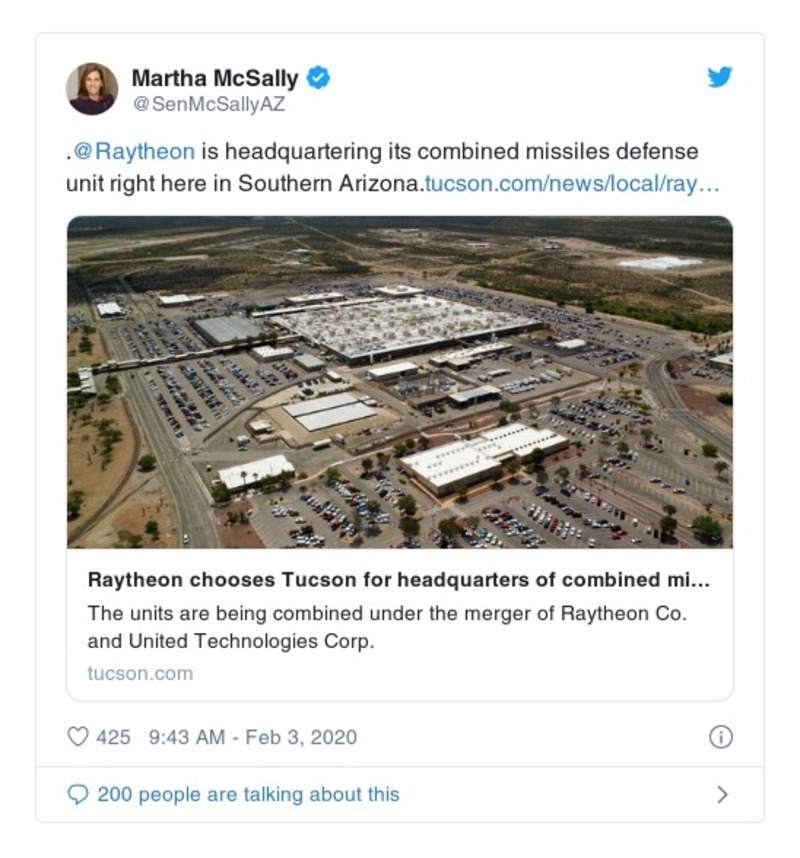 Martha McSally
@SenMcSallyAZ
.@Raytheon is headquartering its combined missiles defense
unit right here in Southern Arizona.tucson.com/news/local/ray…
Raytheon chooses Tucson for headquarters of combined mi...
The units are being combined under the merger of Raytheon Co.
and United Technologies Corp.
tucson.com
425 9:43 AM - Feb 3, 2020
200 people are talking about this